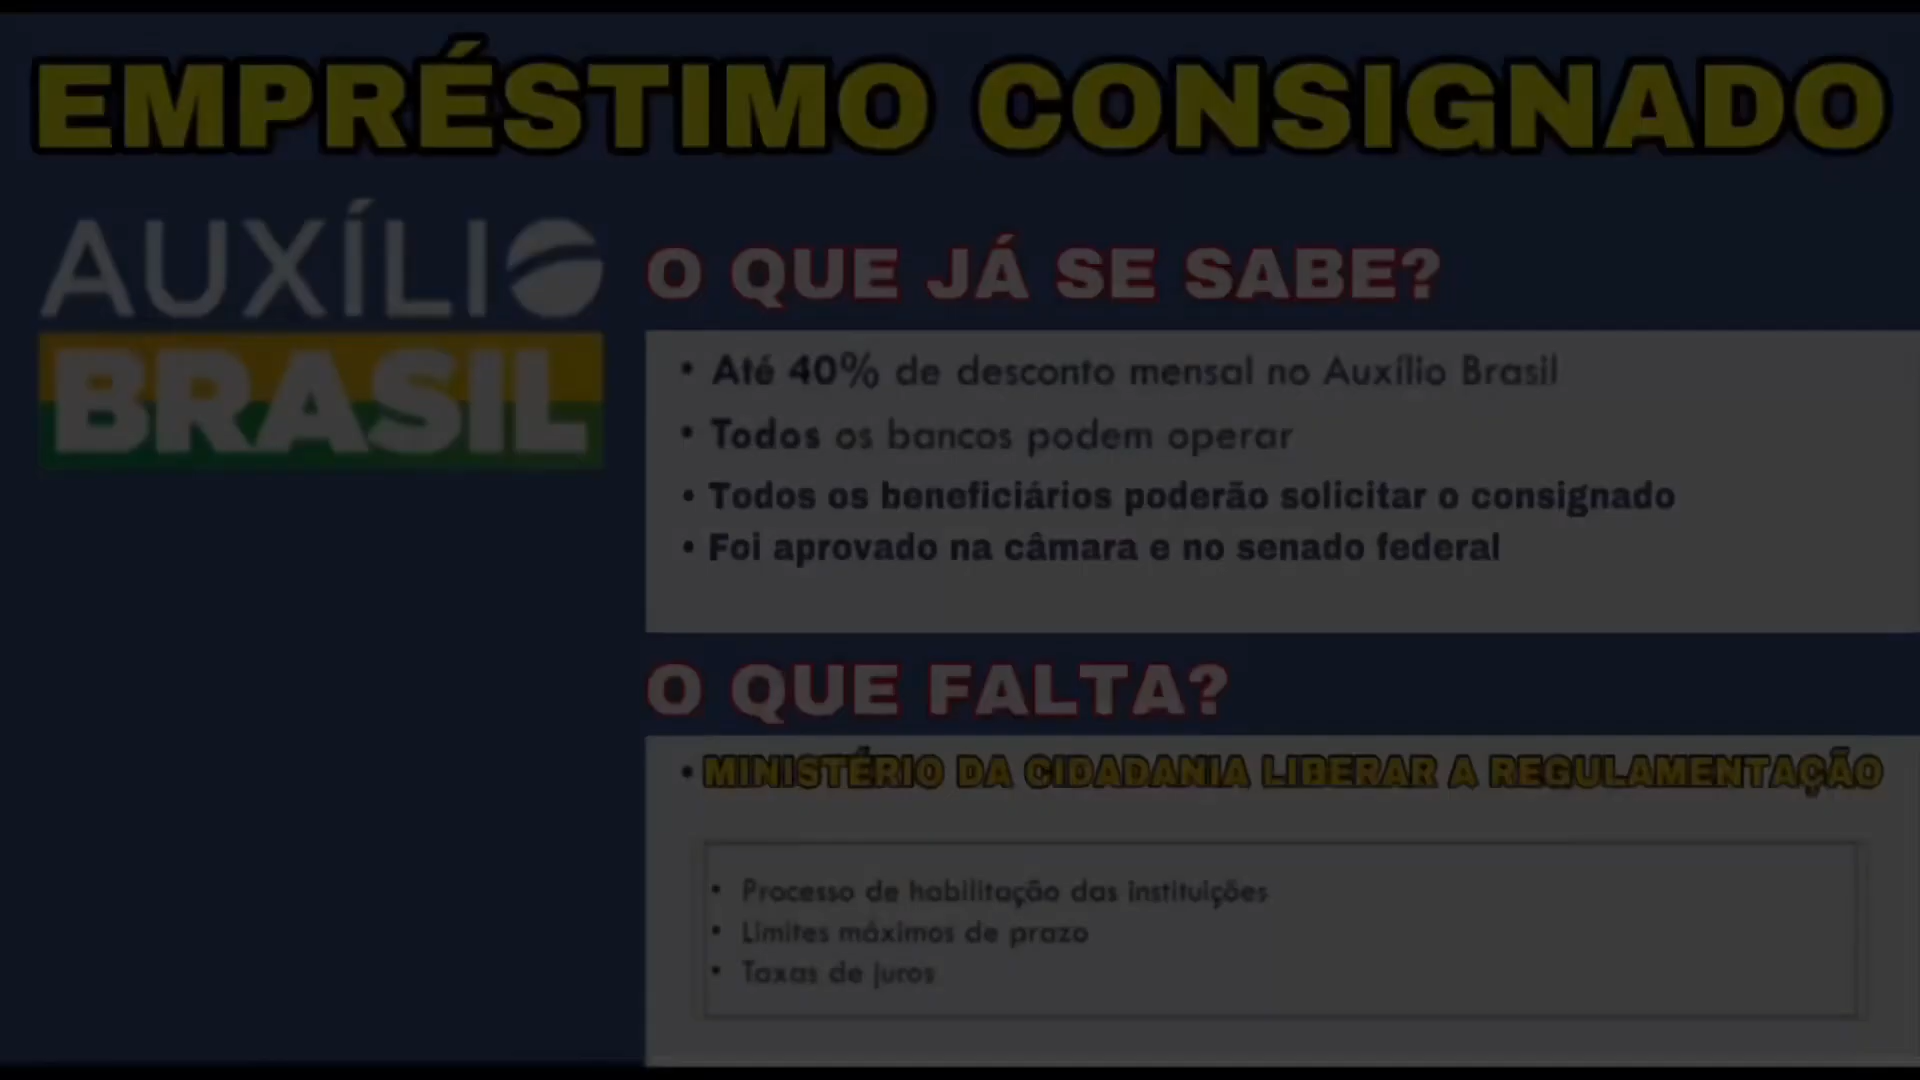 EMPRÉSTIMO CONSIGNADO
AUXÍLIO
BRASIL
O QUE JÁ SE SABE?
• Até 40% de desconto mensal no Auxílio Brasil
• Todos os bancos podem operar
• Todos os beneficiários poderão solicitar o consignado
• Foi aprovado na câmara e no senado federal
O QUE FALTA?
• MINISTÉRIO DA CIDADANIA LIBERAR A REGULAMENTAÇÃO
• Processo de habilitação das instituições
• Limites máximos de prazo
• Taxas de juros